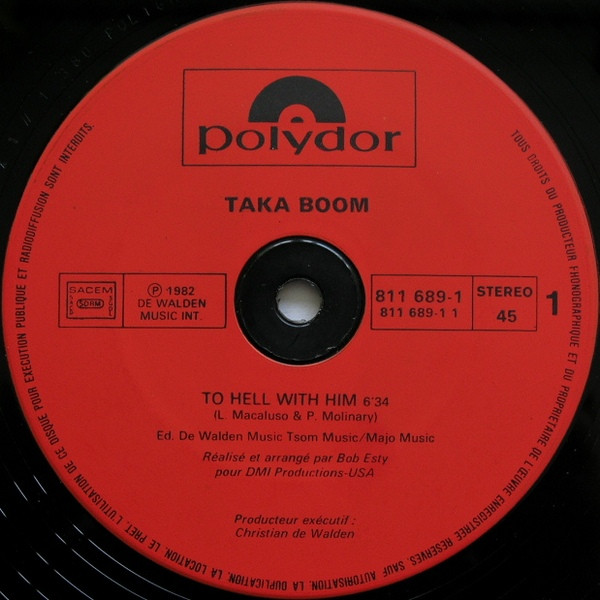 polydor
TAKA BOOM
SACEM
SDRM
SACD
SGDL
℗ 1982
DE WALDEN
MUSIC INT.
811 689-1
811 689-1 1
STEREO
45
1
TO HELL WITH HIM 6'34
(L. Macaluso & P. Molinary)
Ed. De Walden Music Tsom Music/Majo Music
Réalisé et arrangé par Bob Esty
pour DMI Productions-USA
Producteur exécutif :
Christian de Walden
TOUS DROITS DU PRODUCTEUR PHONOGRAPHIQUE ET DU PROPRIETAIRE DE L'ŒUVRE ENREGISTREE RESERVES. SAUF AUTORISATION, LA DUPLICATION, LA LOCATION, LE PRET, L'UTILISATION DE CE DISQUE POUR EXECUTION PUBLIQUE ET RADIODIFFUSION SONT INTERDITS.